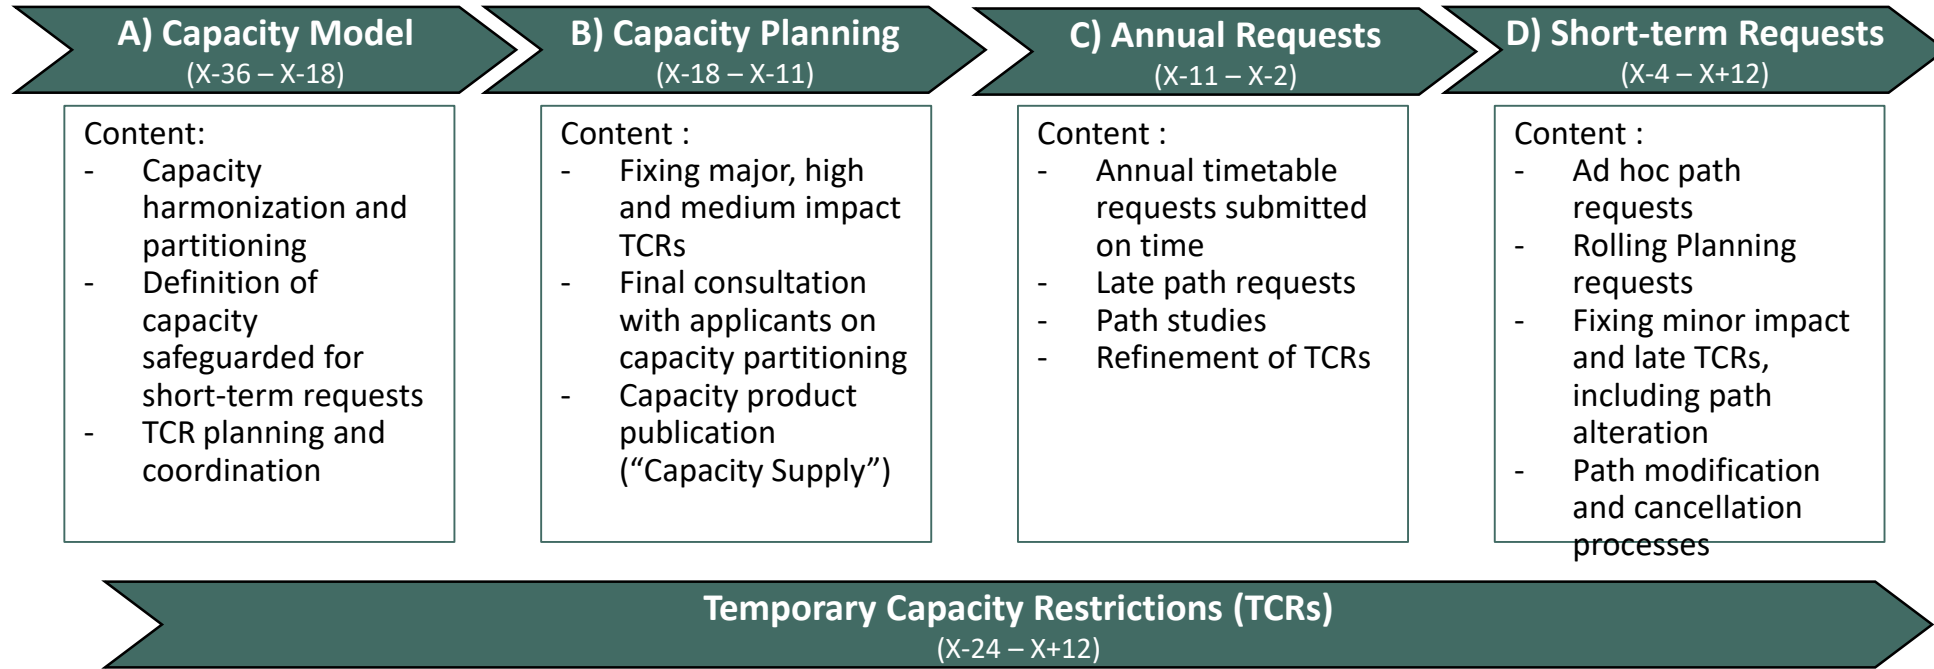 A) Capacity Model
(X-36 – X-18)
B) Capacity Planning
(X-18 – X-11)
C) Annual Requests
(X-11 – X-2)
D) Short-term Requests
(X-4 – X+12)
Content:
- Capacity
harmonization and
partitioning
- Definition of
capacity
safeguarded for
short-term requests
- TCR planning and
coordination
Content :
- Fixing major, high
and medium impact
TCRs
- Final consultation
with applicants on
capacity partitioning
- Capacity product
publication
(“Capacity Supply”)
Content :
- Annual timetable
requests submitted
on time
- Late path requests
- Path studies
- Refinement of TCRs
Content :
- Ad hoc path
requests
- Rolling Planning
requests
- Fixing minor impact
and late TCRs,
including path
alteration
- Path modification
and cancellation
processes
Temporary Capacity Restrictions (TCRs)
(X-24 – X+12)